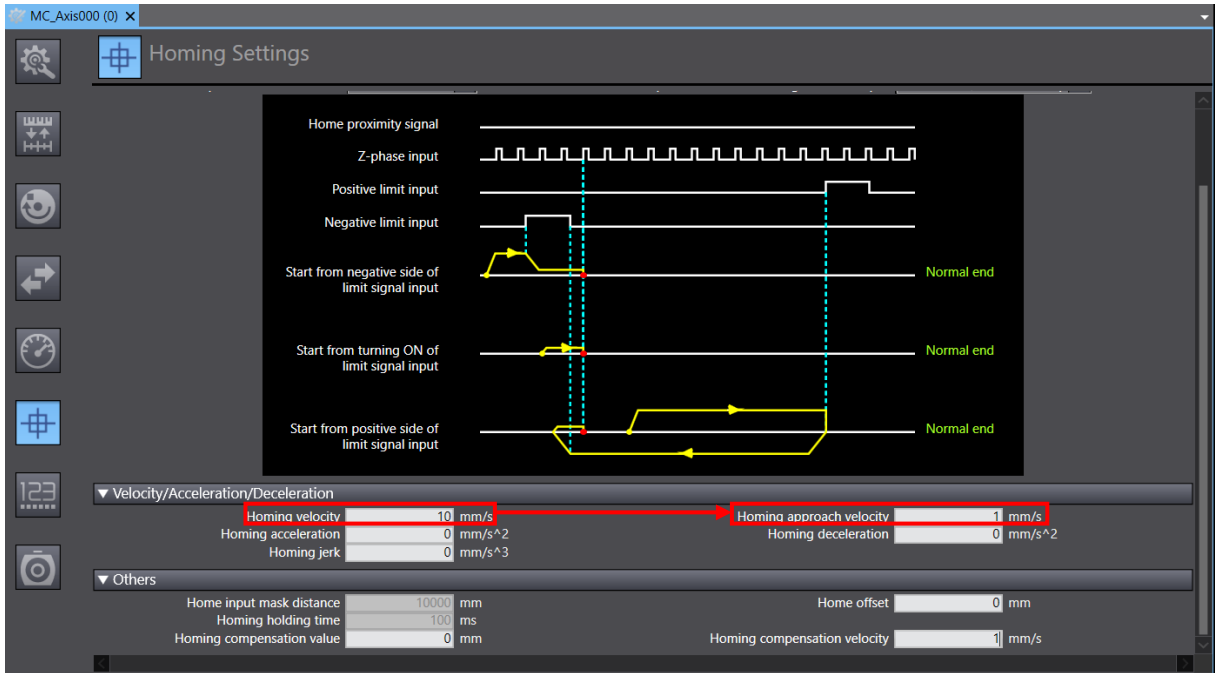 MC_Axis000 (0)
Homing Settings
Home proximity signal
Z-phase input
Positive limit input
Negative limit input
Start from negative side of
limit signal input
Normal end
Start from turning ON of
limit signal input
Normal end
Start from positive side of
limit signal input
Normal end
123
▼ Velocity/Acceleration/Deceleration
Homing velocity 10 mm/s Homing approach velocity 1 mm/s
Homing acceleration 0 mm/s^2 Homing deceleration 0 mm/s^2
Homing jerk 0 mm/s^3
▼ Others
Home input mask distance 10000 mm Home offset 0 mm
Homing holding time 100 ms
Homing compensation value 0 mm Homing compensation velocity 1 mm/s